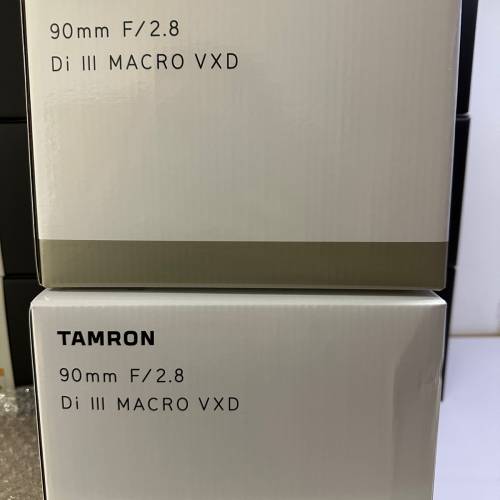 90mm F/2.8
Di III MACRO VXD
TAMRON
90mm F/2.8
Di III MACRO VXD